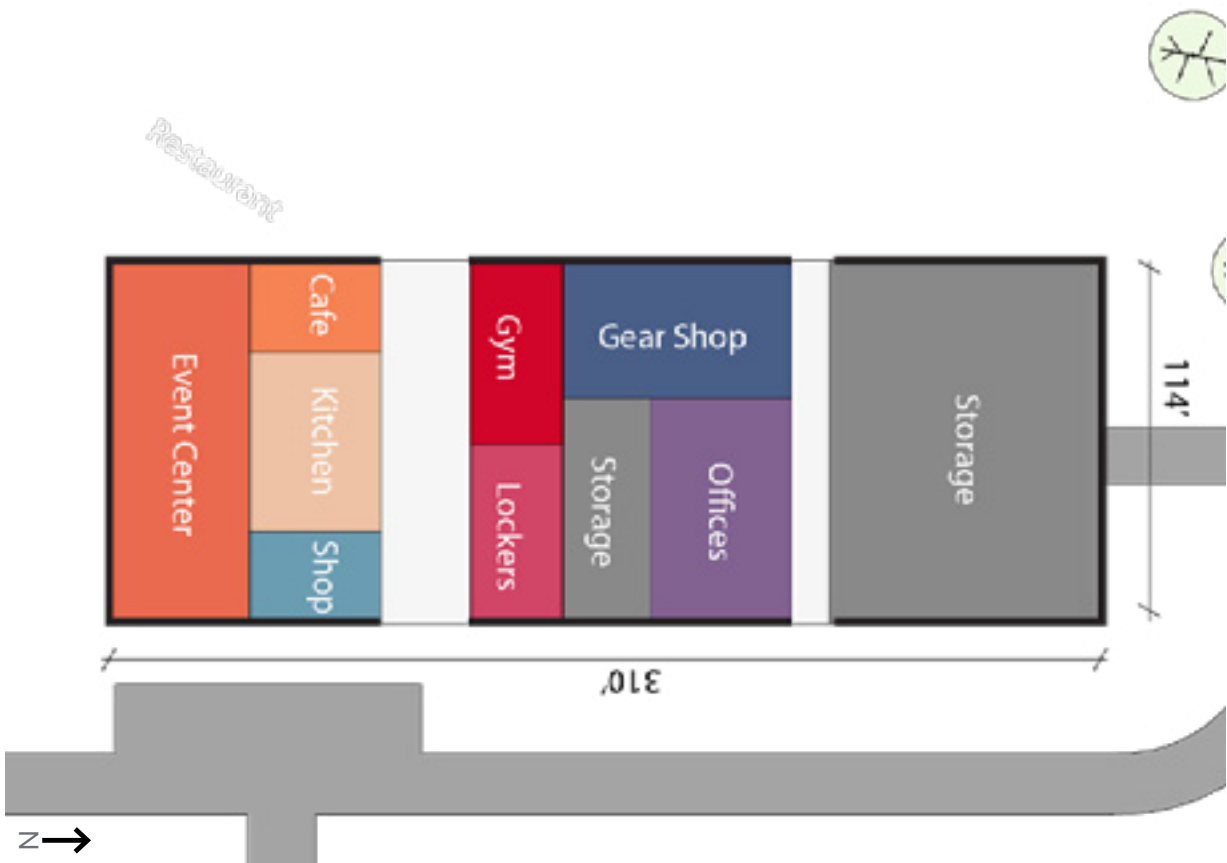 Restaurant
Event Center
Cafe
Kitchen
Shop
Gym
Lockers
Gear Shop
Storage
Offices
Storage
114'
310'
N